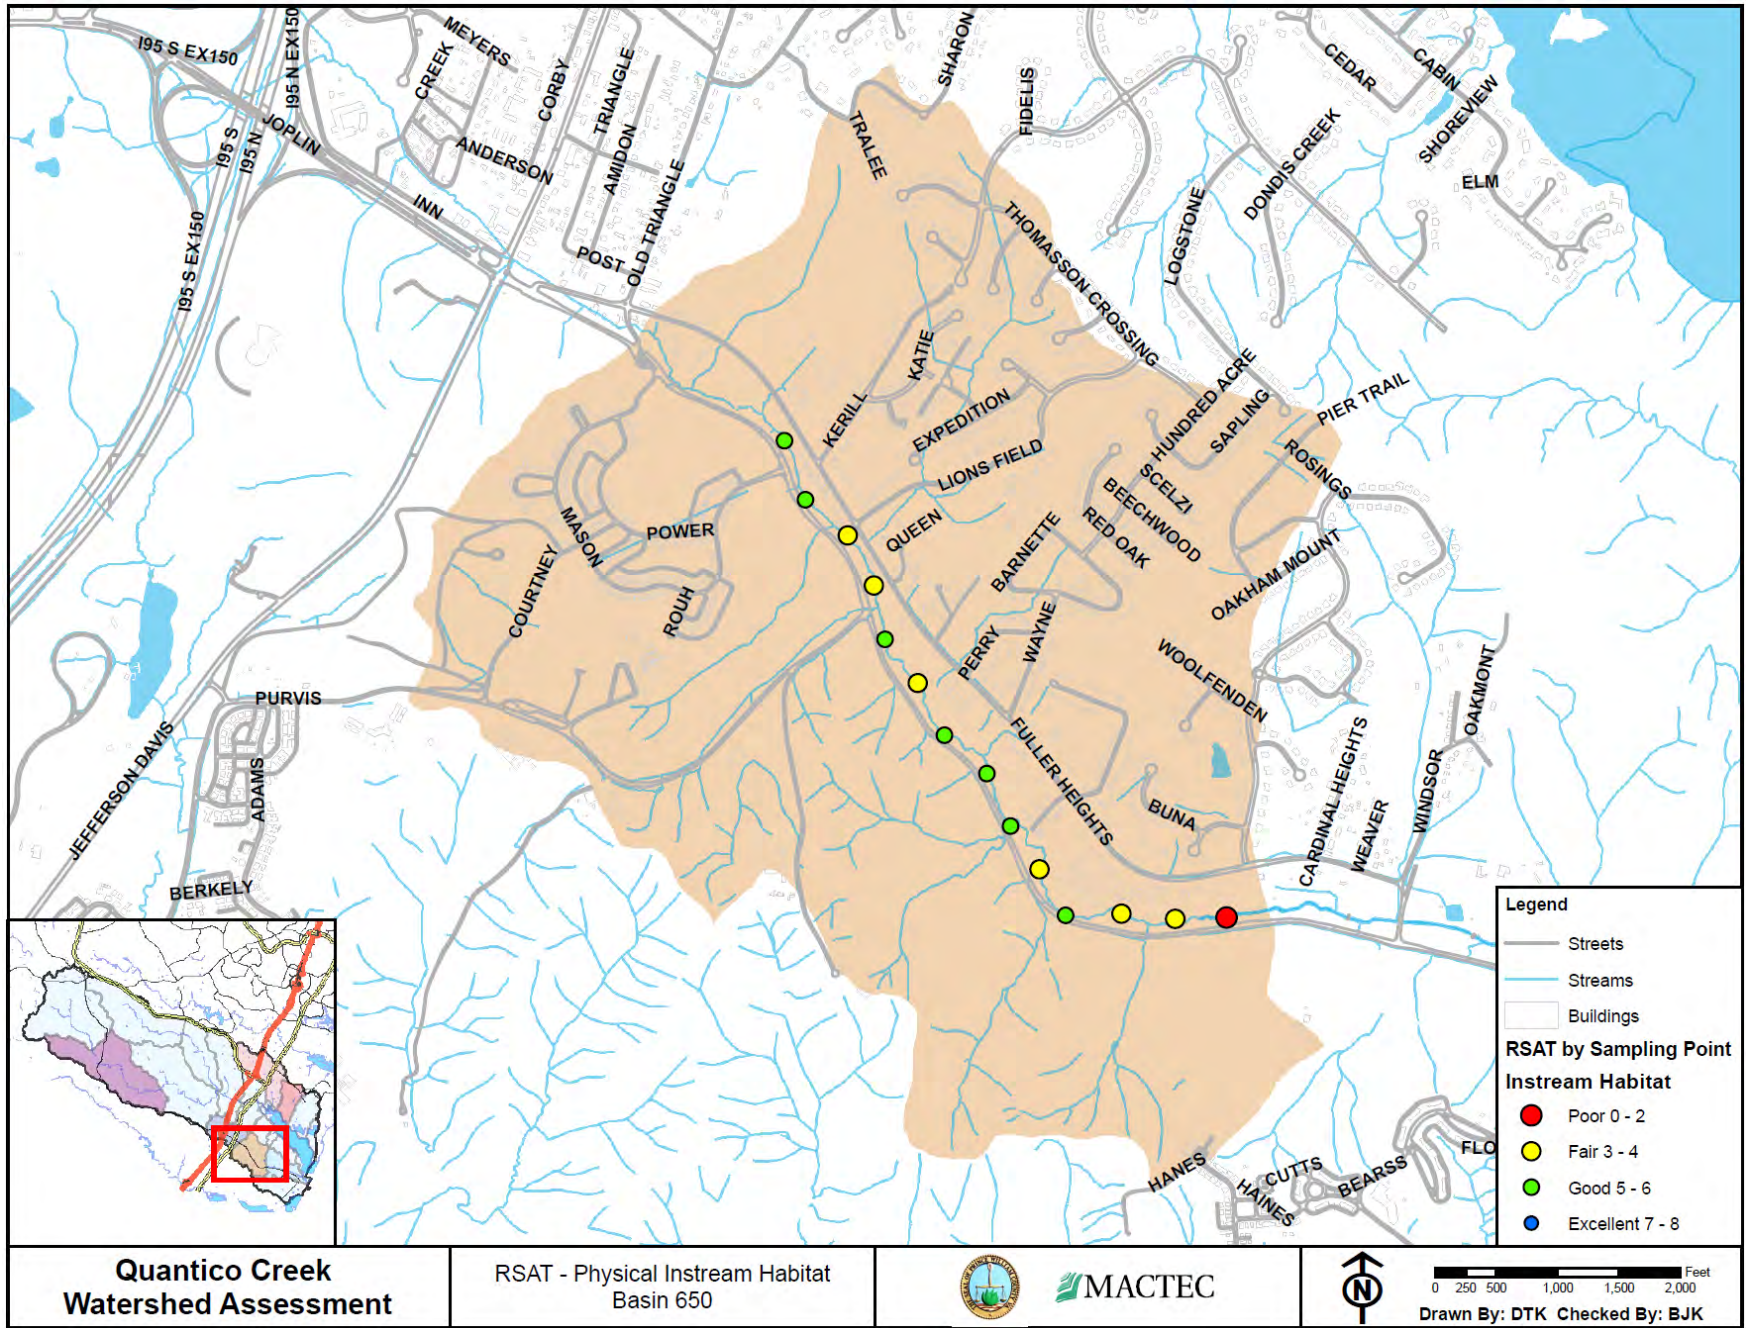 MEYERS
SHARON
I95 S EX150
I95 N EX150
CREEK
CORBY
TRIANGLE
FIDELIS
CEDAR
CABIN
SHOREVIEW
I95 S
I95 N
JOPLIN
ANDERSON
AMIDON
TRALEE
DONDIS CREEK
ELM
INN
OLD TRIANGLE
THOMASSON CROSSING
LOGSTONE
I95 S EX150
POST
KATIE
HUNDRED ACRE
PIER TRAIL
KERILL
EXPEDITION
SAPLING
LIONS FIELD
SCELZI
ROSINGS
MASON
POWER
QUEEN
BARNETTE
BEECHWOOD
RED OAK
COURTNEY
ROUH
OAKHAM MOUNT
PERRY
WAYNE
WOOLFENDEN
OAKMONT
PURVIS
JEFFERSON DAVIS
ADAMS
FULLER HEIGHTS
BUNA
CARDINAL HEIGHTS
WEAVER
WINDSOR
BERKELY
HANES
CUTTS
HAINES
BEARSS
FLO
Legend
Streets
Streams
Buildings
RSAT by Sampling Point
Instream Habitat
Poor 0 - 2
Fair 3 - 4
Good 5 - 6
Excellent 7 - 8
Quantico Creek
Watershed Assessment
RSAT - Physical Instream Habitat
Basin 650
MACTEC
N
Feet
0 250 500 1,000 1,500 2,000
Drawn By: DTK Checked By: BJK